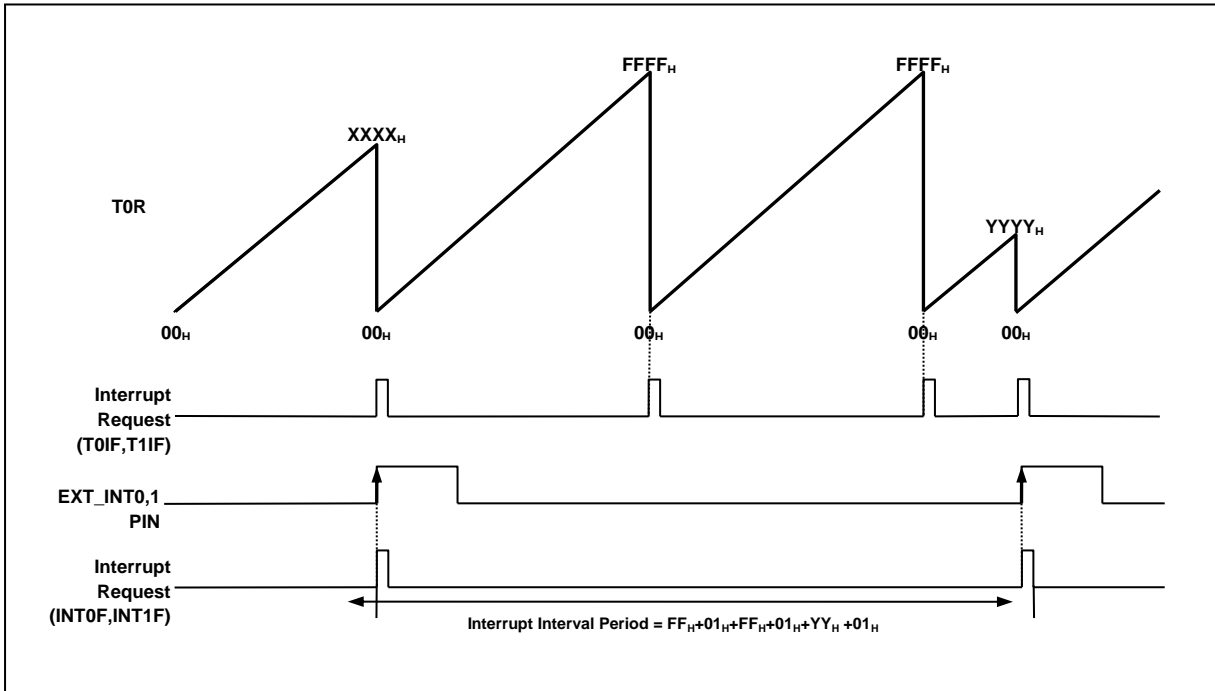 FFFFH
FFFFH
XXXXH
T0R
YYYYH
00H
00H
00H
00H
00H
Interrupt
Request
(T0IF,T1IF)
EXT_INT0,1
PIN
Interrupt
Request
(INT0F,INT1F)
Interrupt Interval Period = FFH+01H+FFH+01H+YYH +01H